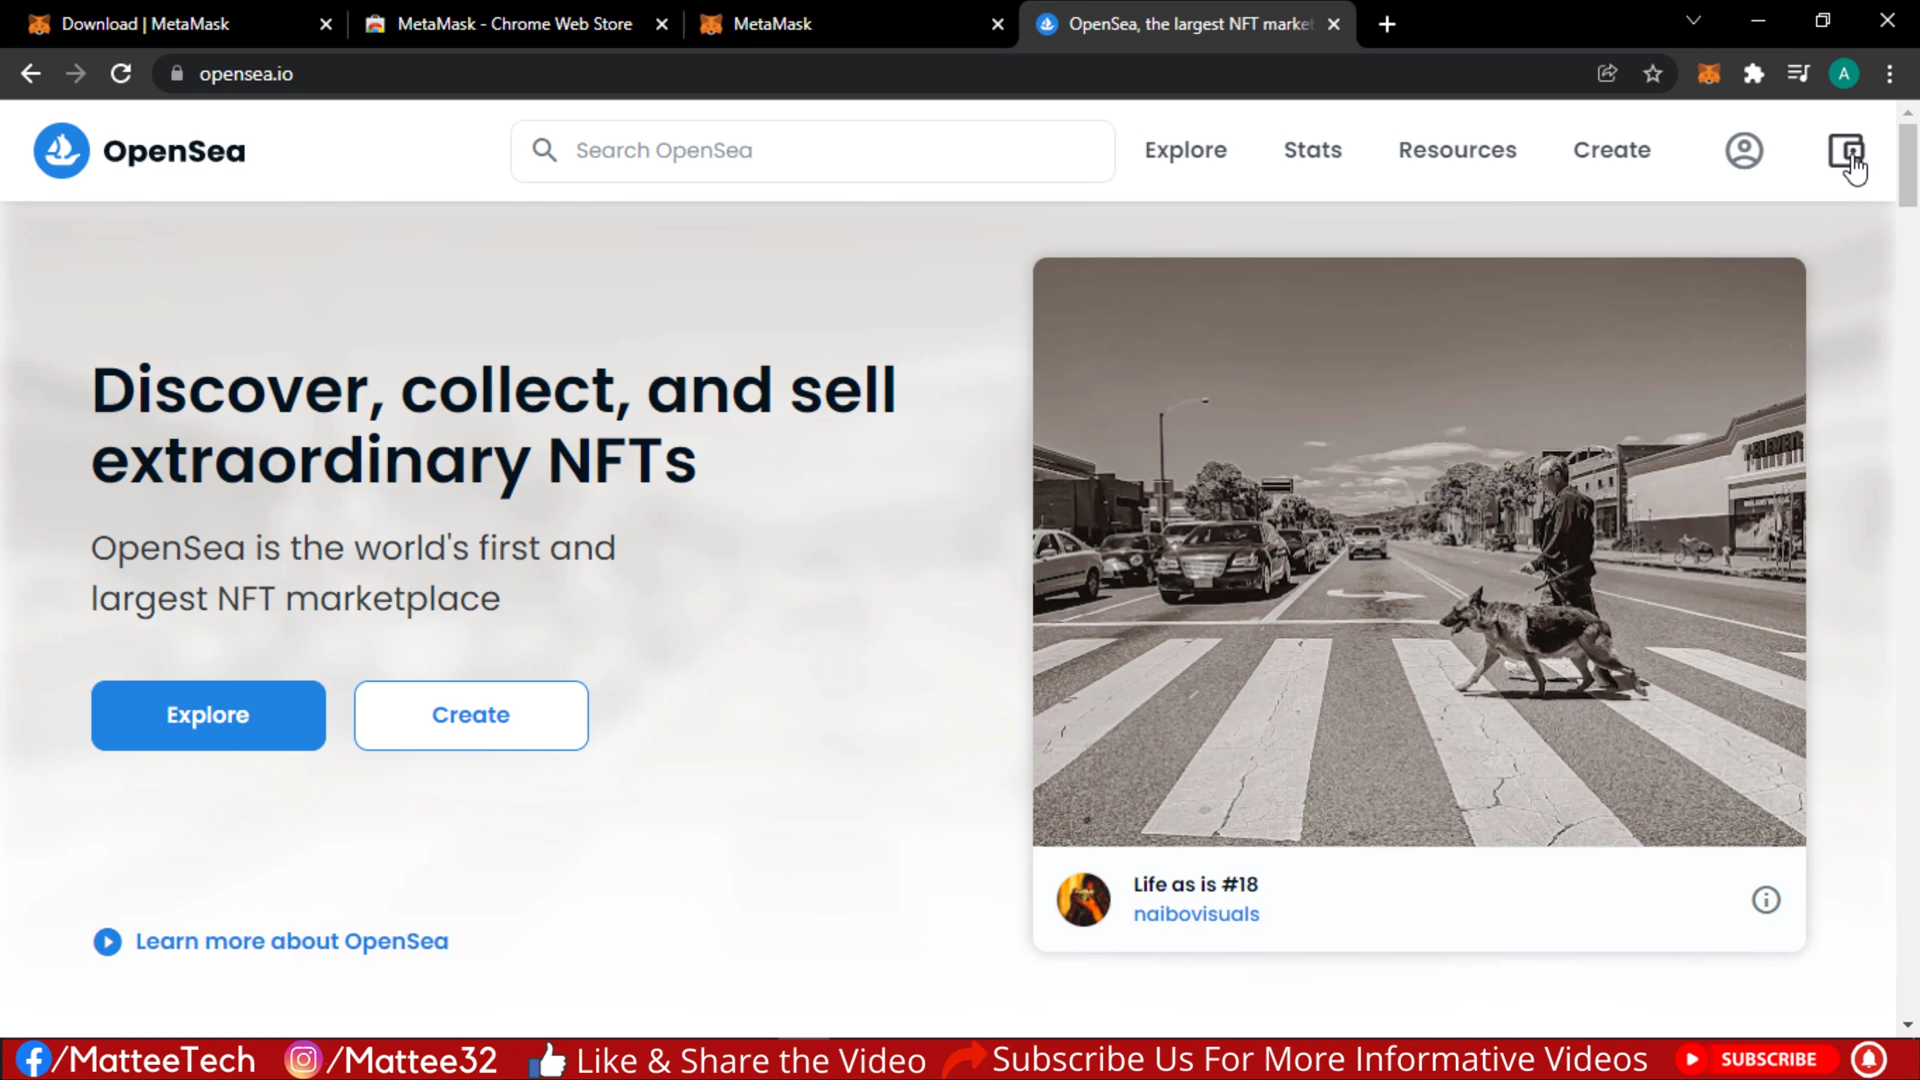 Download | MetaMask
MetaMask - Chrome Web Store
MetaMask
OpenSea, the largest NFT market
opensea.io
A
OpenSea
Search OpenSea
Explore
Stats
Resources
Create
Discover, collect, and sell
extraordinary NFTs
OpenSea is the world's first and
largest NFT marketplace
Explore
Create
7-ELEVEN
Life as is #18
naibovisuals
Learn more about OpenSea
/MatteeTech
/Mattee32
Like & Share the Video
Subscribe Us For More Informative Videos
SUBSCRIBE